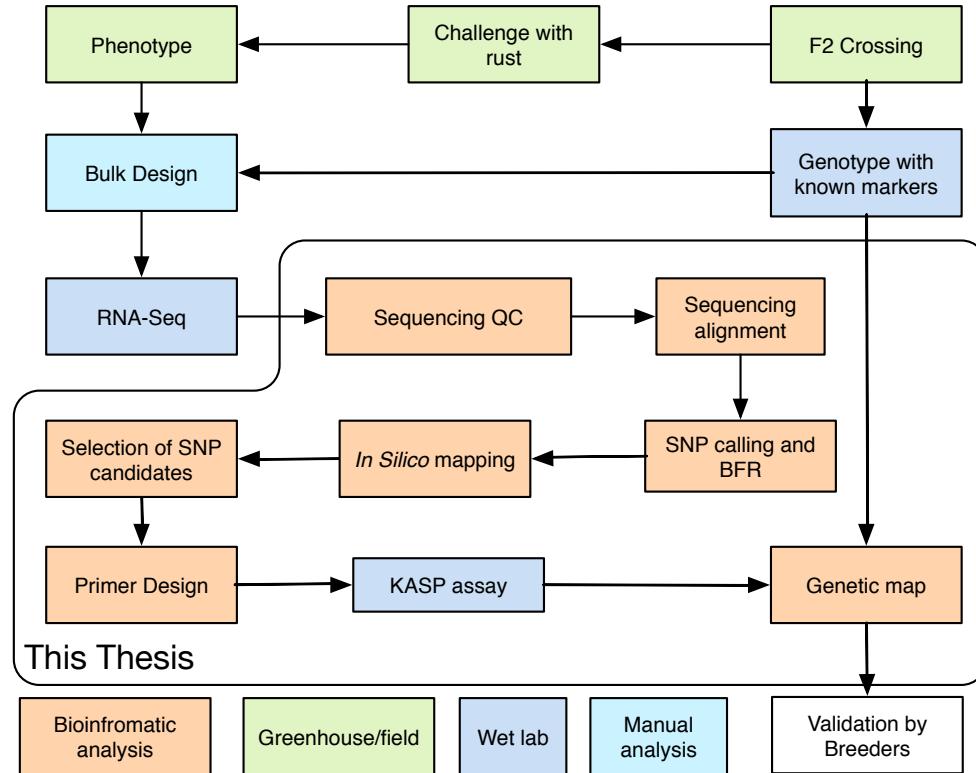 Phenotype
Challenge with
rust
F2 Crossing
Bulk Design
Genotype with
known markers
RNA-Seq
Sequencing QC
Sequencing
alignment
Selection of SNP
candidates
In Silico mapping
SNP calling and
BFR
Primer Design
KASP assay
Genetic map
This Thesis
Bioinfromatic
analysis
Greenhouse/field
Wet lab
Manual
analysis
Validation by
Breeders